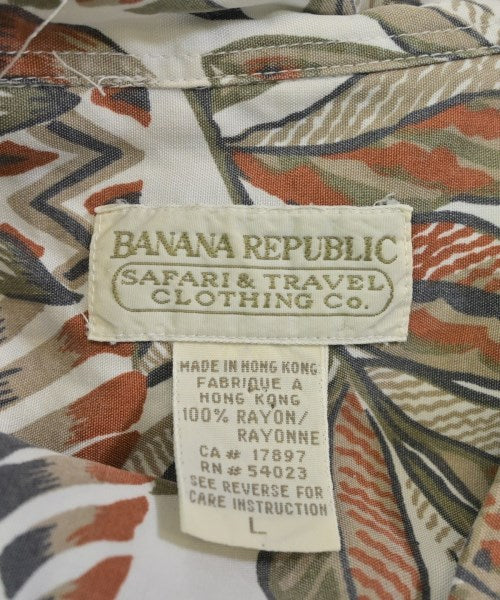 BANANA REPUBLIC
SAFARI & TRAVEL
CLOTHING Co.
MADE IN HONG KONG
FABRIQUE A
HONG KONG
100% RAYON/
RAYONNE
CA# 17897
RN# 54023
SEE REVERSE FOR
CARE INSTRUCTION
L